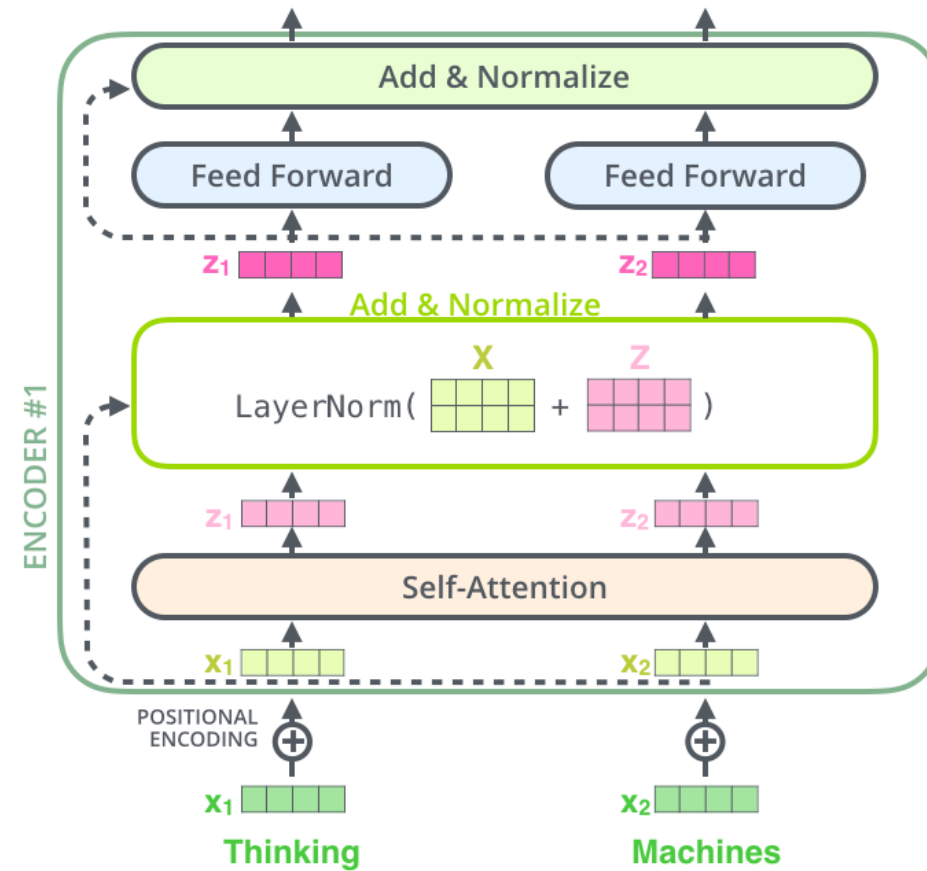 Add & Normalize
Feed Forward
Feed Forward
z1
z2
Add & Normalize
X
Z
LayerNorm(
+
)
z1
z2
Self-Attention
x1
x2
ENCODER #1
POSITIONAL
ENCODING
x1
x2
Thinking
Machines